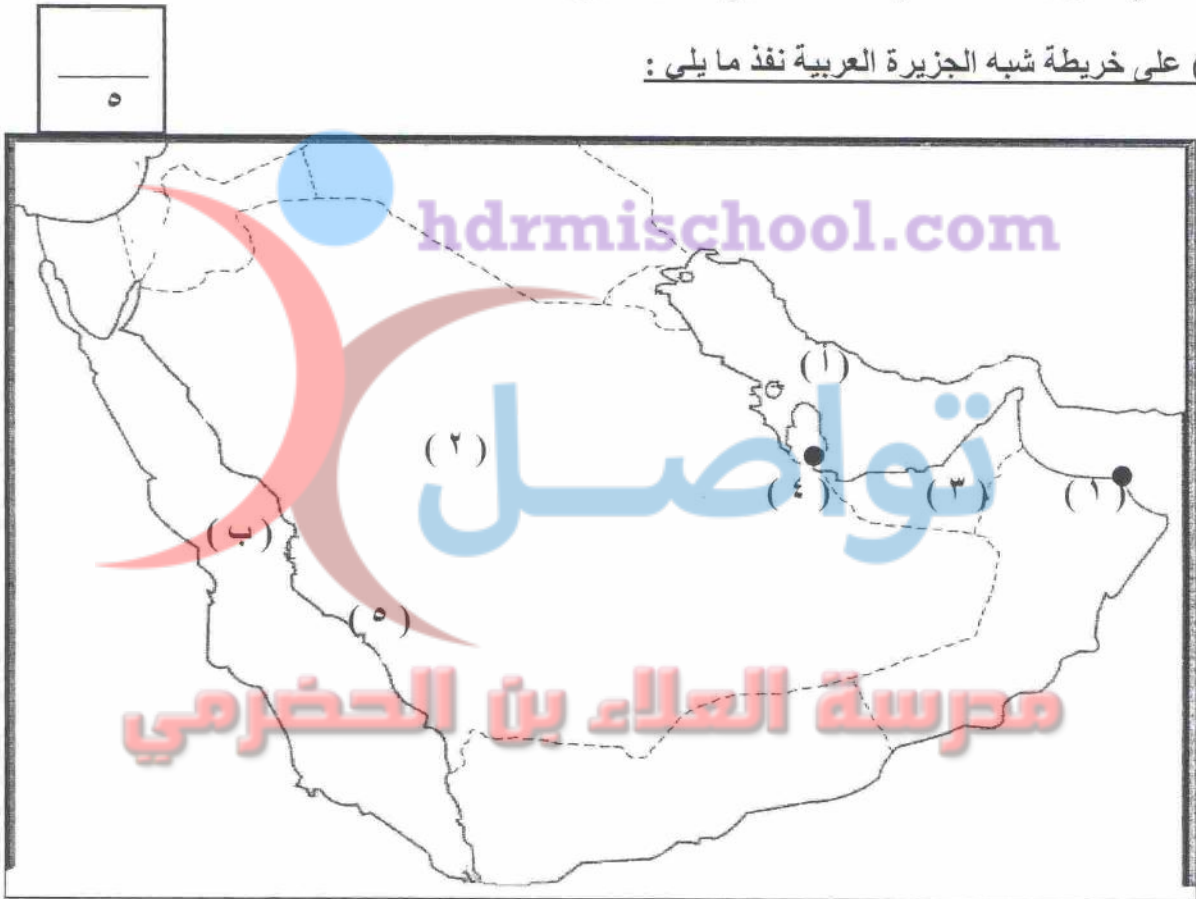 ) على خريطة شبه الجزيرة العربية نفذ ما يلي :
٥
hdrmischool.com
( أ )
تواصل
( ٢ )
( ٤ )
( ٣ )
( ١ )
( ب )
( ٥ )
مدرسة العلاء بن الحضرمي